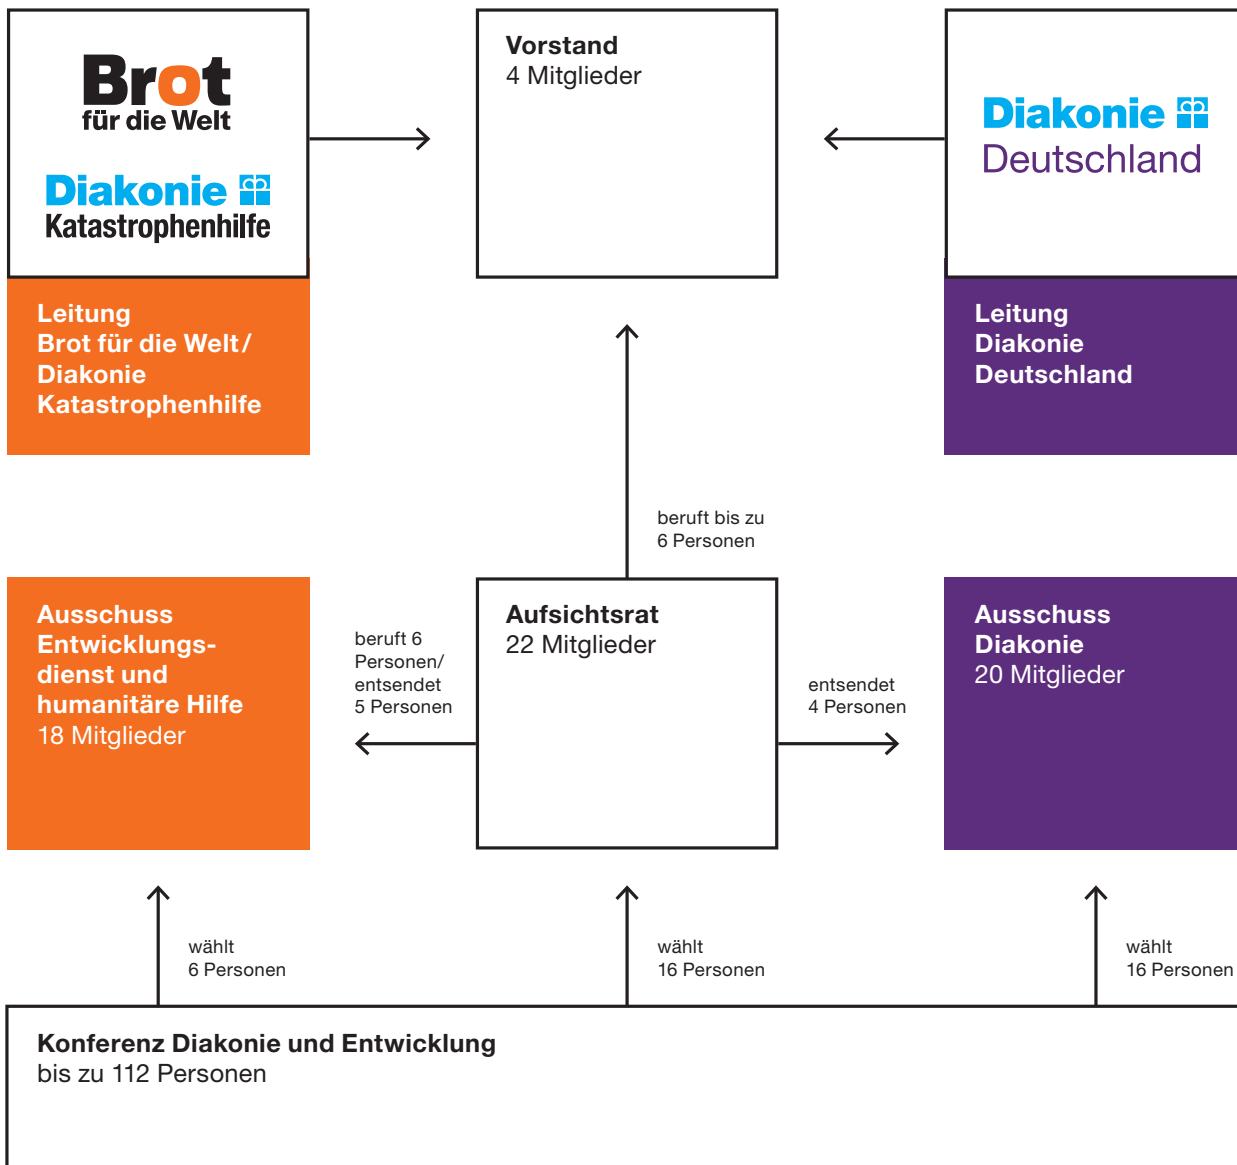 Brot
für die Welt
Diakonie
Katastrophenhilfe
Leitung
Brot für die Welt/
Diakonie
Katastrophenhilfe
Vorstand
4 Mitglieder
Diakonie
Deutschland
Leitung
Diakonie
Deutschland
beruft bis zu
6 Personen
Ausschuss
Entwicklungs-
dienst und
humanitäre Hilfe
18 Mitglieder
beruft 6
Personen/
entsendet
5 Personen
Aufsichtsrat
22 Mitglieder
entsendet
4 Personen
Ausschuss
Diakonie
20 Mitglieder
wählt
6 Personen
wählt
16 Personen
wählt
16 Personen
Konferenz Diakonie und Entwicklung
bis zu 112 Personen